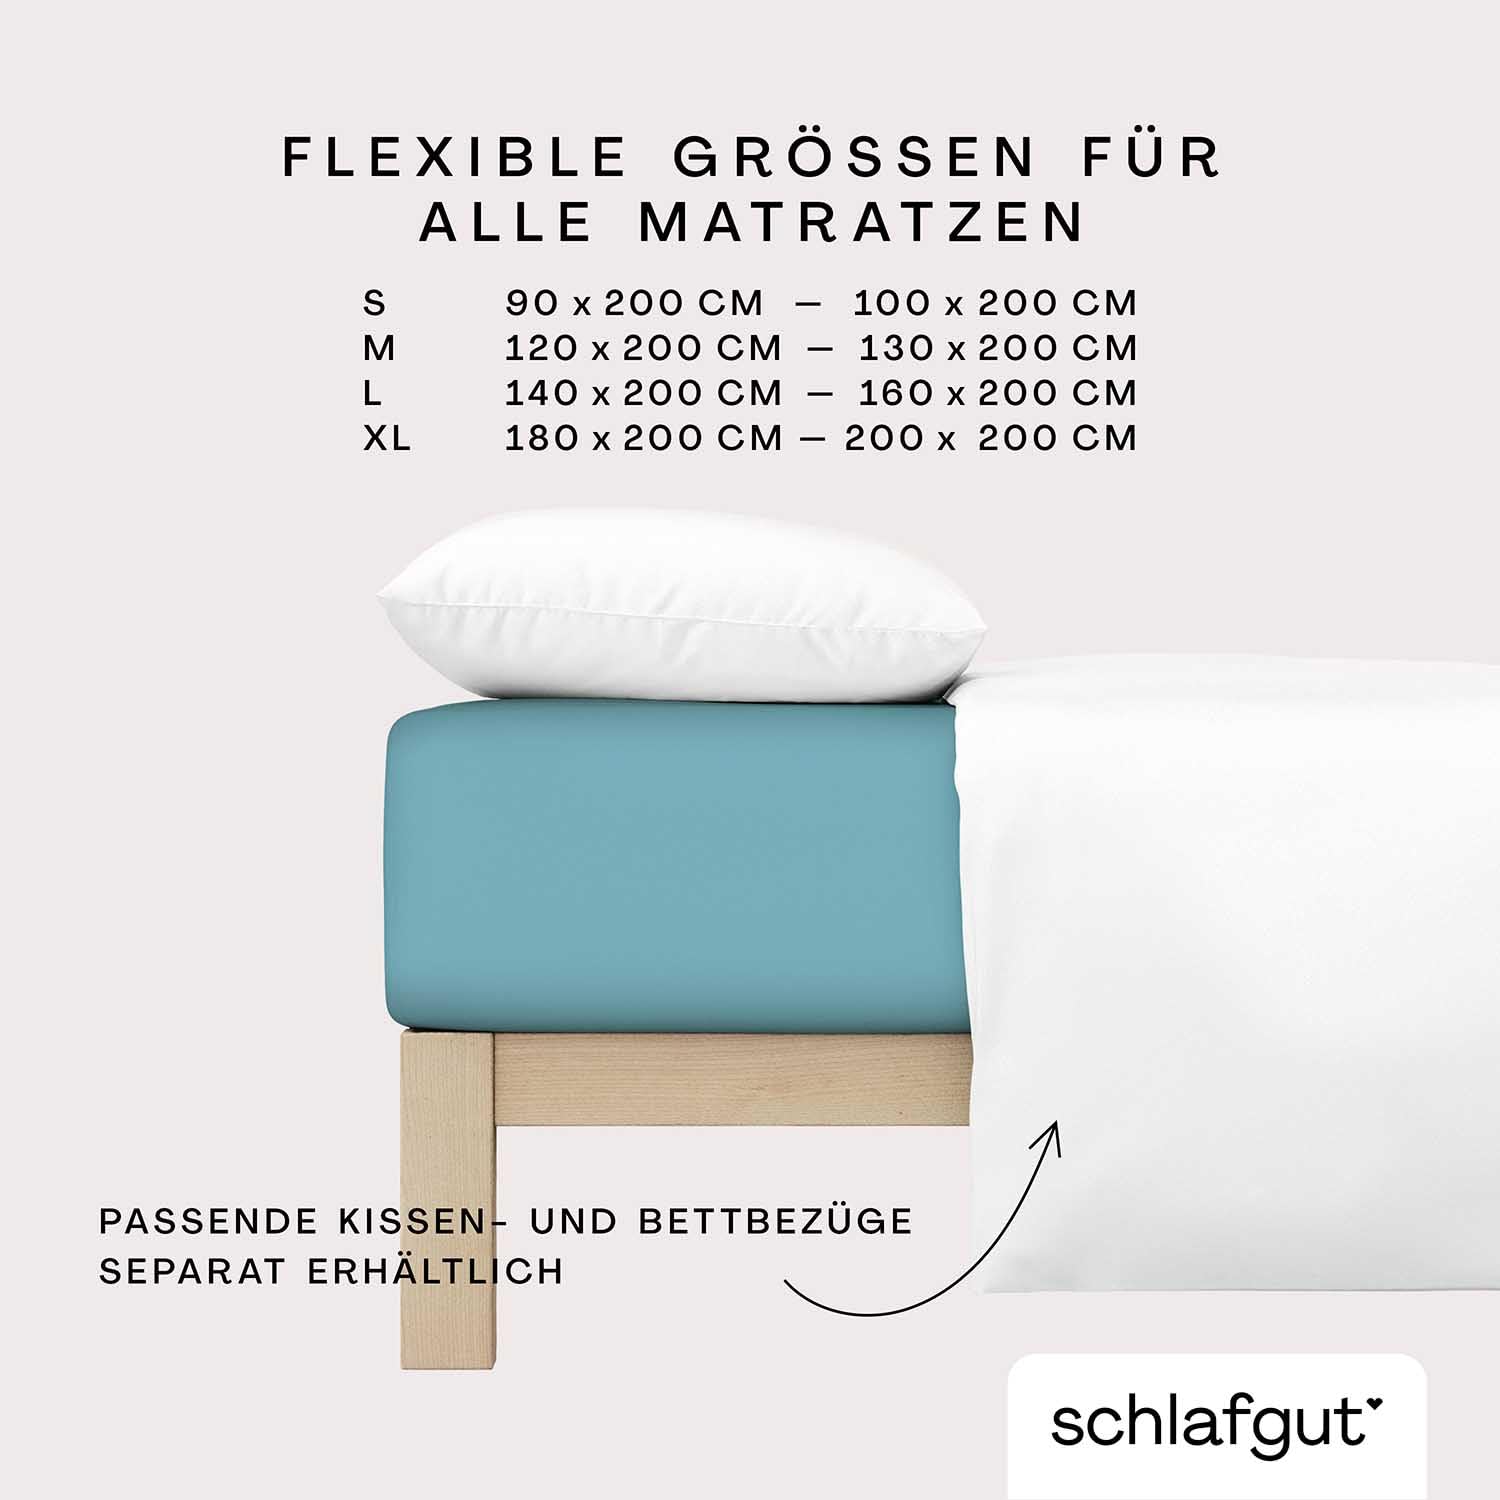 FLEXIBLE GRÖSSEN FÜR
ALLE MATRATZEN
S 90 x 200 CM — 100 x 200 CM
M 120 x 200 CM — 130 x 200 CM
L 140 x 200 CM — 160 x 200 CM
XL 180 x 200 CM — 200 x 200 CM
PASSENDE KISSEN- UND BETTBEZÜGE
SEPARAT ERHÄLTLICH
schlafgut